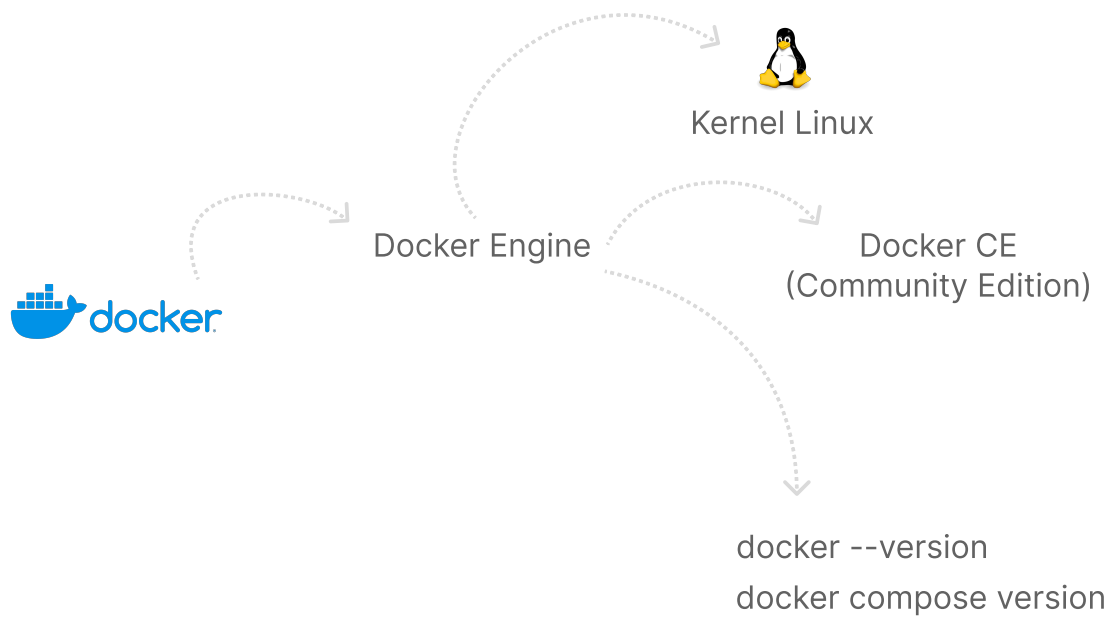 Kernel Linux
Docker Engine
Docker CE
(Community Edition)
docker
docker --version
docker compose version